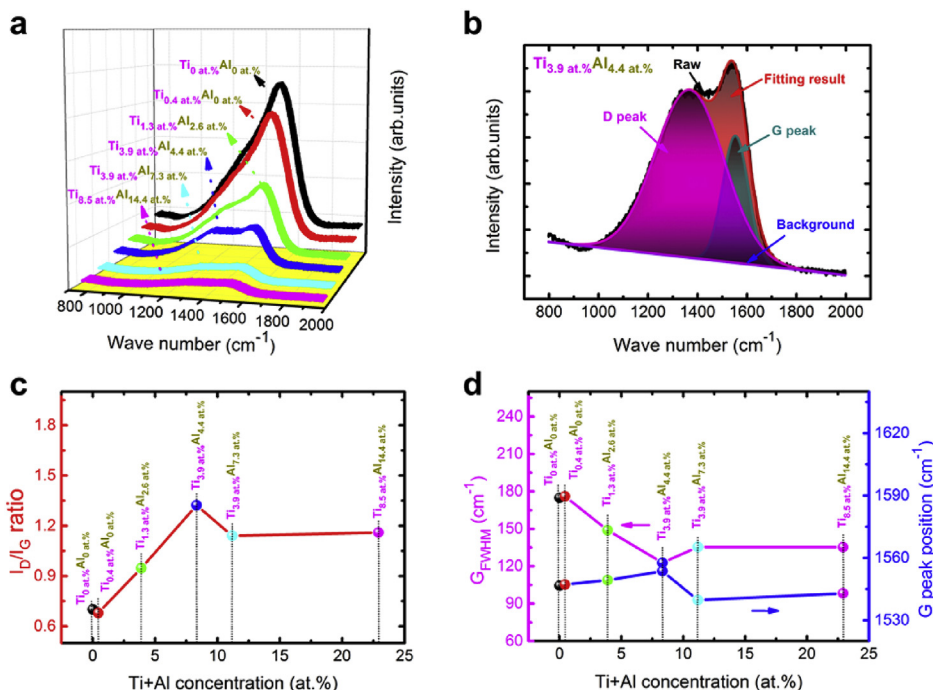 a
Ti0 at.%Al0 at.%
Ti0.4 at.%Al0 at.%
Ti1.3 at.%Al2.6 at.%
Ti3.9 at.%Al4.4 at.%
Ti3.9 at.%Al7.3 at.%
Ti8.5 at.%Al14.4 at.%
Intensity (arb.units)
800 1000 1200 1400 1600 1800 2000
Wave number (cm-1)
b
Ti3.9 at.%Al4.4 at.%
Raw
Fitting result
D peak
G peak
Background
Intensity (arb.units)
800 1000 1200 1400 1600 1800 2000
Wave number (cm-1)
c
1.8
1.5
1.2
0.9
0.6
ID/IG ratio
Ti0 at.%Al0 at.%
Ti0.4 at.%Al0 at.%
Ti1.3 at.%Al2.6 at.%
Ti3.9 at.%Al4.4 at.%
Ti3.9 at.%Al7.3 at.%
Ti8.5 at.%Al14.4 at.%
0 5 10 15 20 25
Ti+Al concentration (at.%)
d
240
210
180
150
120
90
60
GFWHM (cm-1)
Ti0 at.%Al0 at.%
Ti0.4 at.%Al0 at.%
Ti1.3 at.%Al2.6 at.%
Ti3.9 at.%Al4.4 at.%
Ti3.9 at.%Al7.3 at.%
Ti8.5 at.%Al14.4 at.%
1620
1590
1560
1530
G peak position (cm-1)
0 5 10 15 20 25
Ti+Al concentration (at.%)